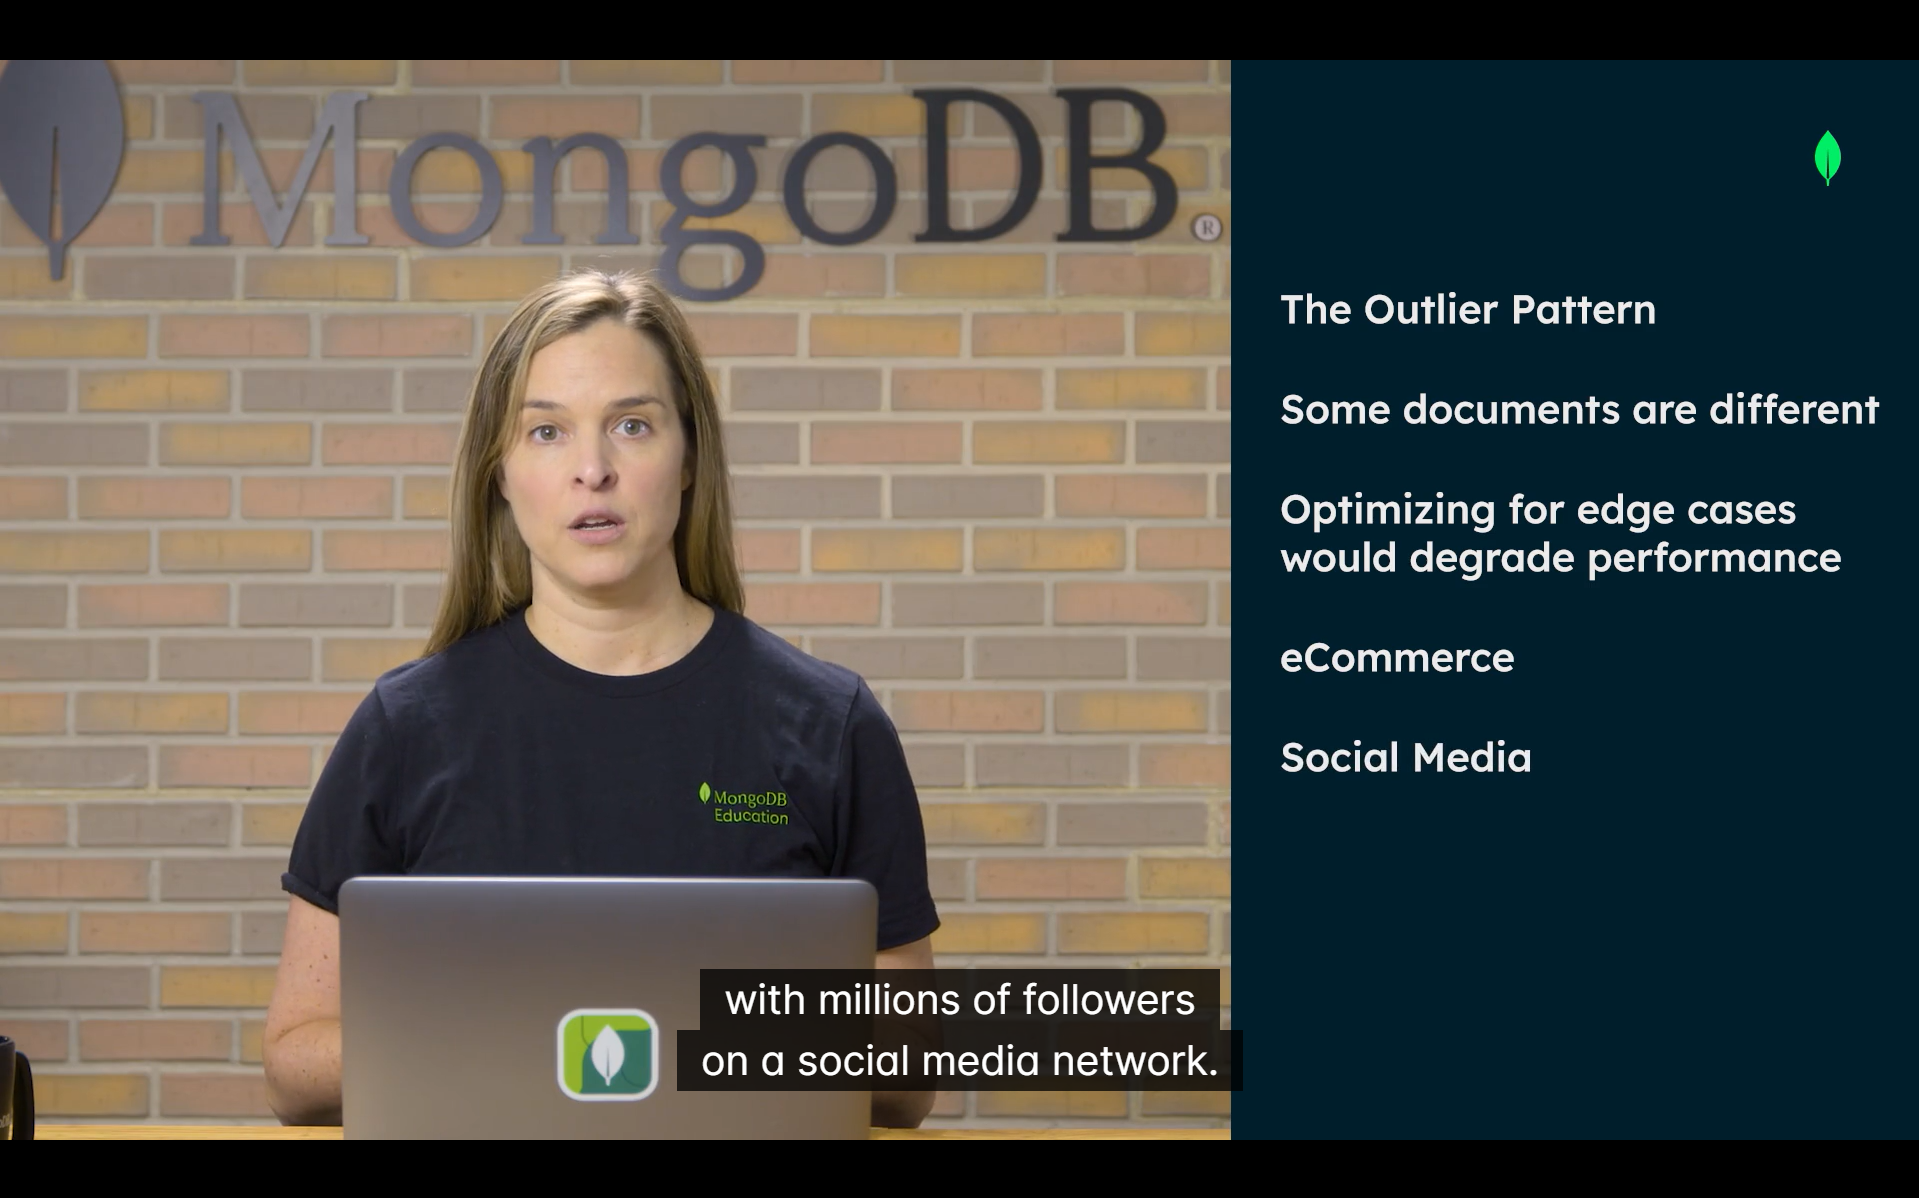 MongoDB®
The Outlier Pattern
Some documents are different
Optimizing for edge cases
would degrade performance
eCommerce
Social Media
MongoDB
Education
with millions of followers
on a social media network.